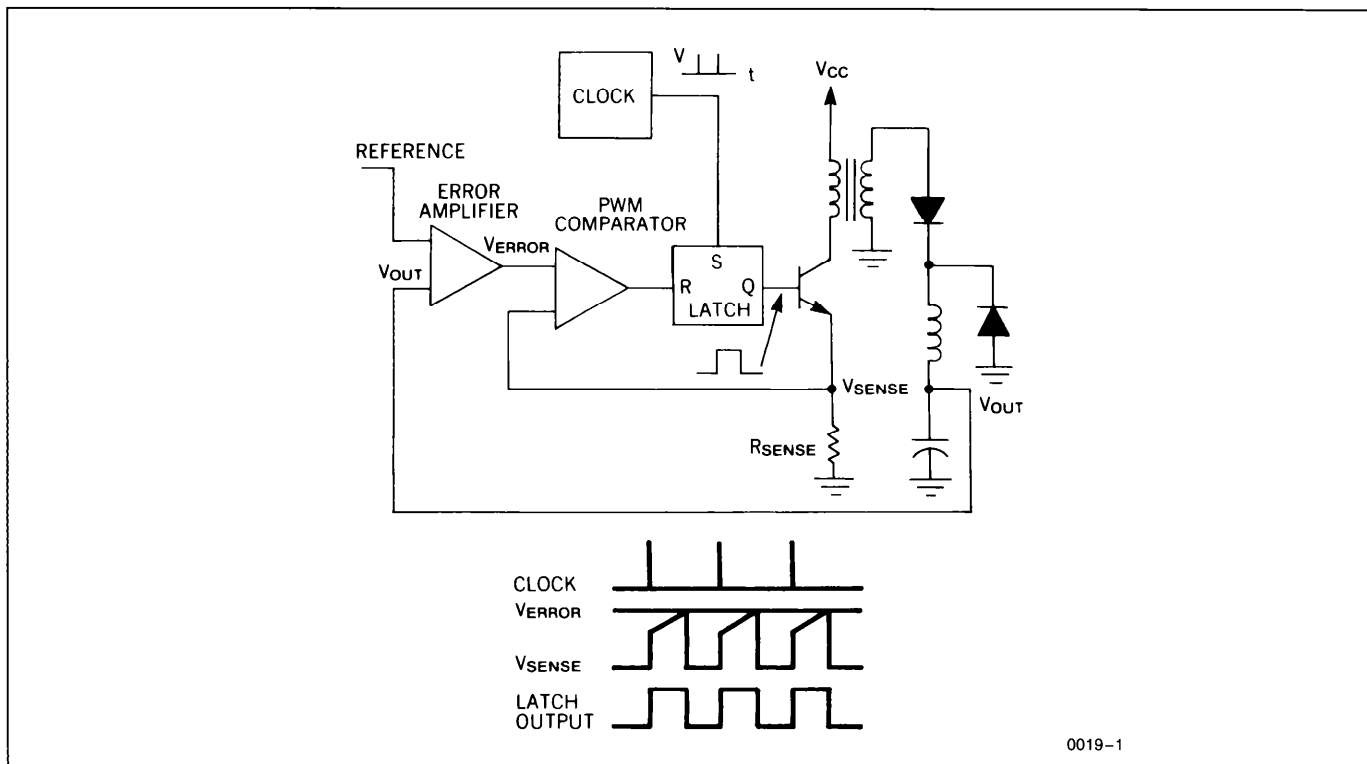 V
t
CLOCK
VCC
REFERENCE
ERROR
AMPLIFIER
PWM
COMPARATOR
VERROR
VOUT
S
R Q
LATCH
VSENSE
VOUT
RSENSE
CLOCK
VERROR
VSENSE
LATCH
OUTPUT
0019-1